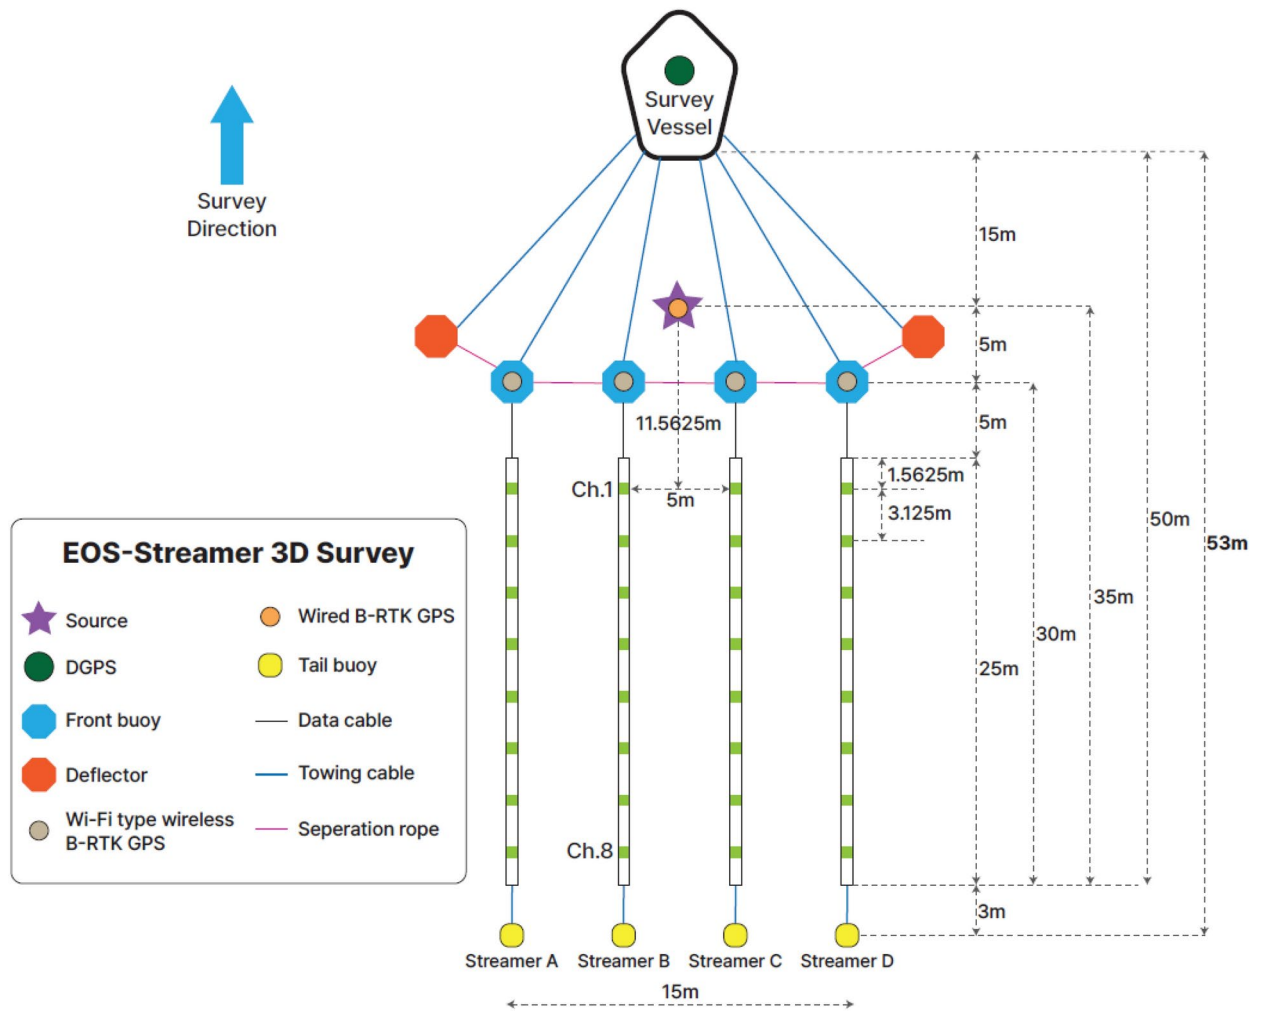 Survey
Vessel
Survey
Direction
15m
5m
11.5625m
5m
Ch.1
5m
1.5625m
3.125m
50m
53m
35m
30m
25m
EOS-Streamer 3D Survey
Source
Wired B-RTK GPS
DGPS
Tail buoy
Front buoy
Data cable
Deflector
Towing cable
Wi-Fi type wireless
B-RTK GPS
Seperation rope
Ch.8
3m
Streamer A
Streamer B
Streamer C
Streamer D
15m